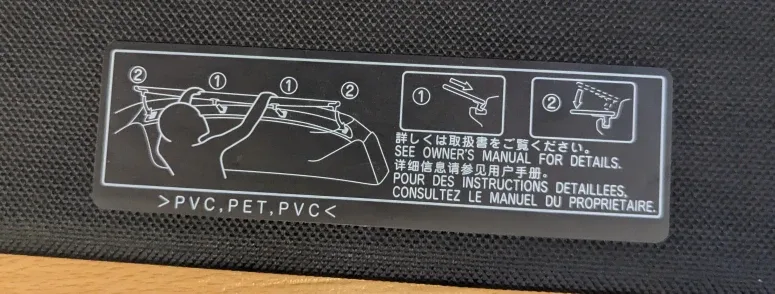 ② ① ① ②
①
②
詳しくは取扱書をご覧ください。
SEE OWNER'S MANUAL FOR DETAILS.
详细信息请参见用户手册。
POUR DES INSTRUCTIONS DETAILLEES,
CONSULTEZ LE MANUEL DU PROPRIETAIRE.
>PVC,PET,PVC<